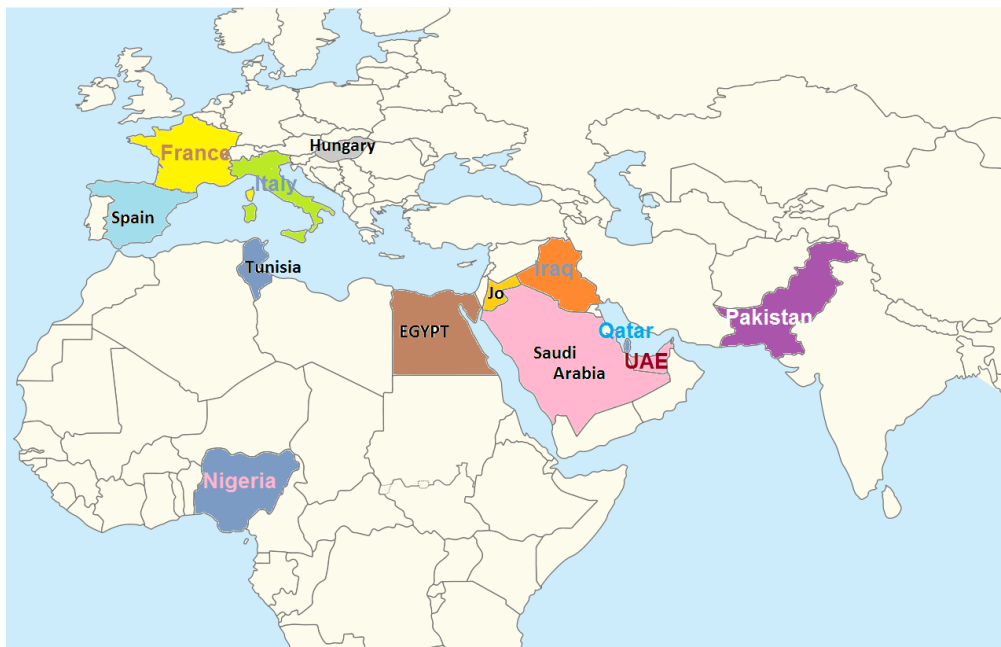 Hungary
France
Italy
Spain
Tunisia
Iraq
Jo
Pakistan
Qatar
EGYPT
Saudi
Arabia
UAE
Nigeria